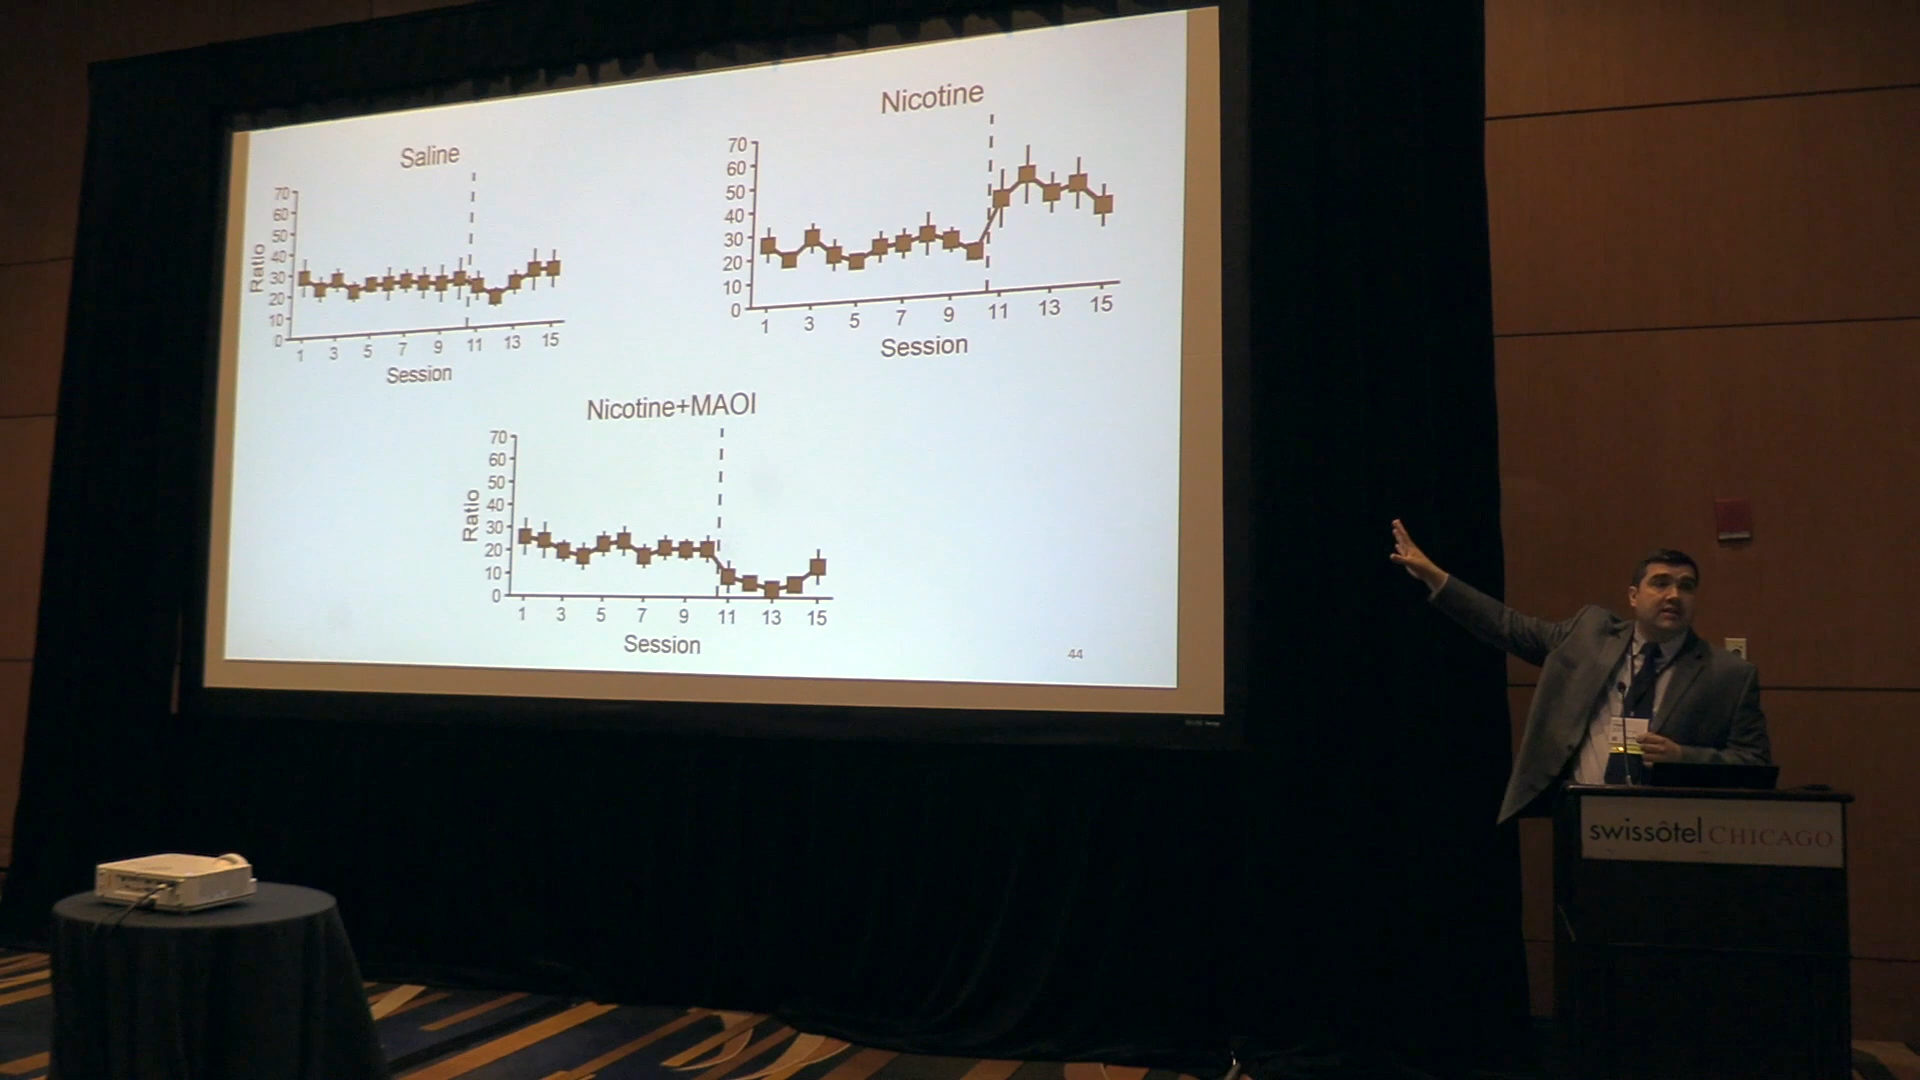 Saline
70
60
50
40
30
20
10
0
Ratio
1 3 5 7 9 11 13 15
Session
Nicotine
70
60
50
40
30
20
10
0
1 3 5 7 9 11 13 15
Session
Nicotine+MAOI
70
60
50
40
30
20
10
0
Ratio
1 3 5 7 9 11 13 15
Session
44
swissôtel CHICAGO